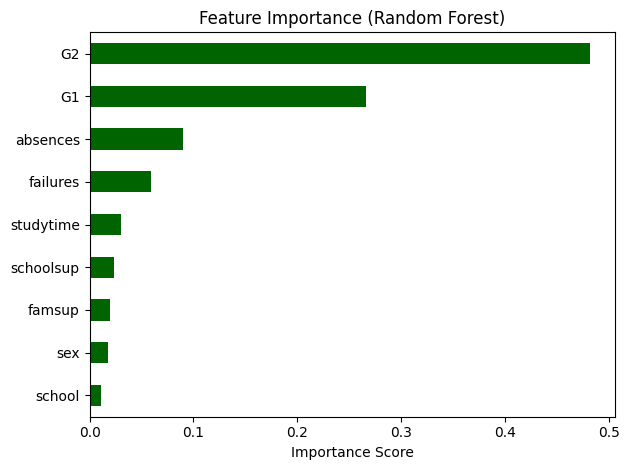 Feature Importance (Random Forest)
G2
G1
absences
failures
studytime
schoolsup
famsup
sex
school
0.0 0.1 0.2 0.3 0.4 0.5
Importance Score